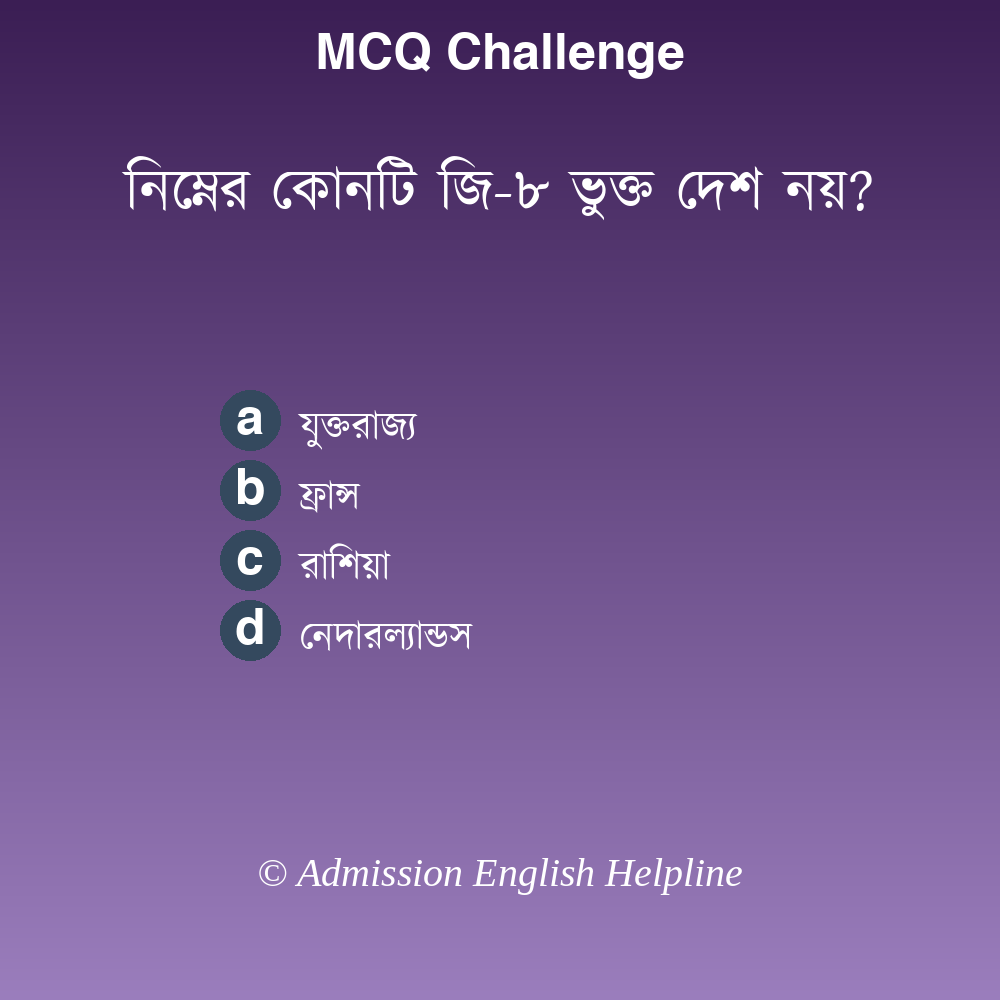 MCQ Challenge
নিম্নের কোনটি জি-৮ ভুক্ত দেশ নয়?
a যুক্তরাজ্য
b ফ্রান্স
c রাশিয়া
d নেদারল্যান্ডস
© Admission English Helpline